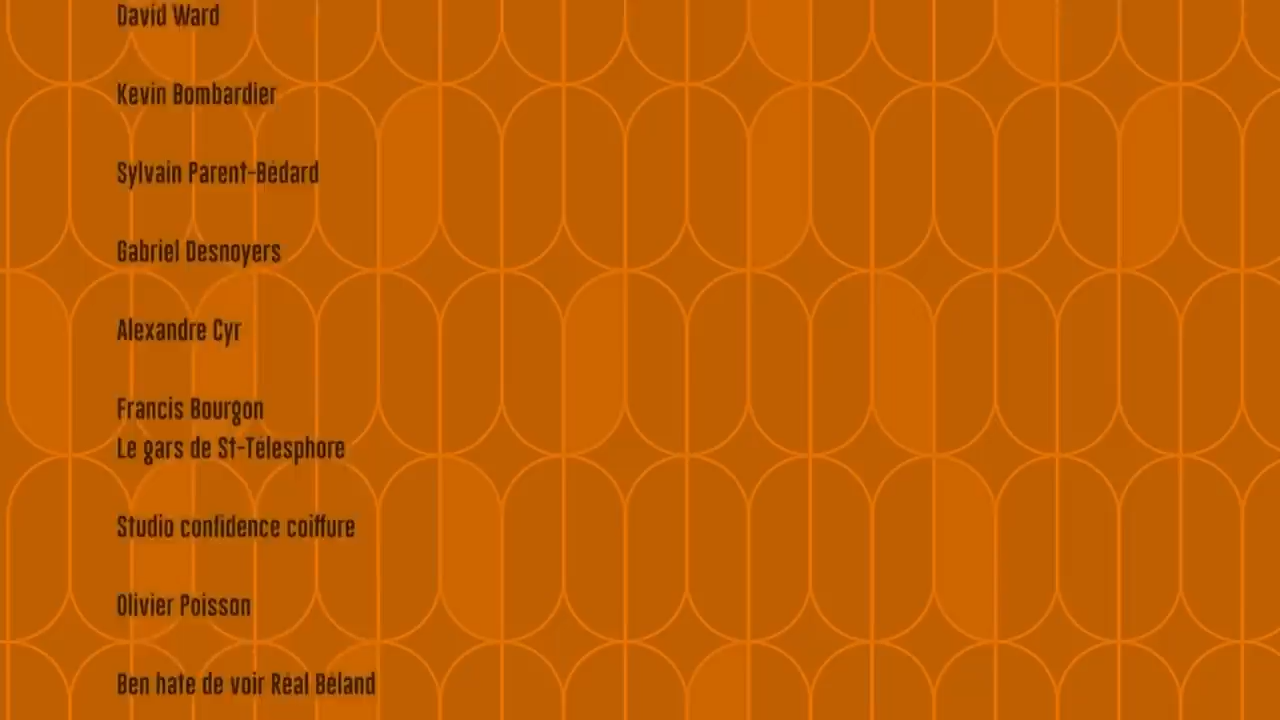 David Ward
Kevin Bombardier
Sylvain Parent-Bédard
Gabriel Desnoyers
Alexandre Cyr
Francis Bourgon
Le gars de St-Télesphore
Studio confidence coiffure
Olivier Poisson
Ben hate de voir Réal Béland